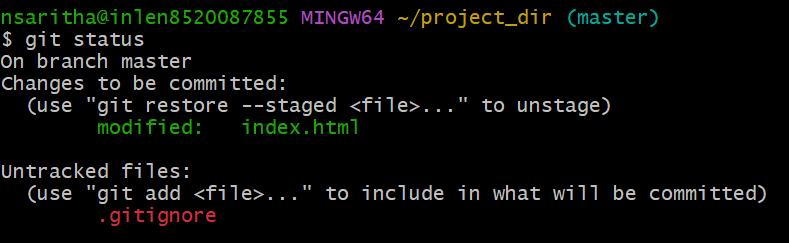 nsaritha@inlen8520087855 MINGW64 ~/project_dir (master)
$ git status
On branch master
Changes to be committed:
  (use "git restore --staged <file>..." to unstage)
        modified:   index.html

Untracked files:
  (use "git add <file>..." to include in what will be committed)
        .gitignore